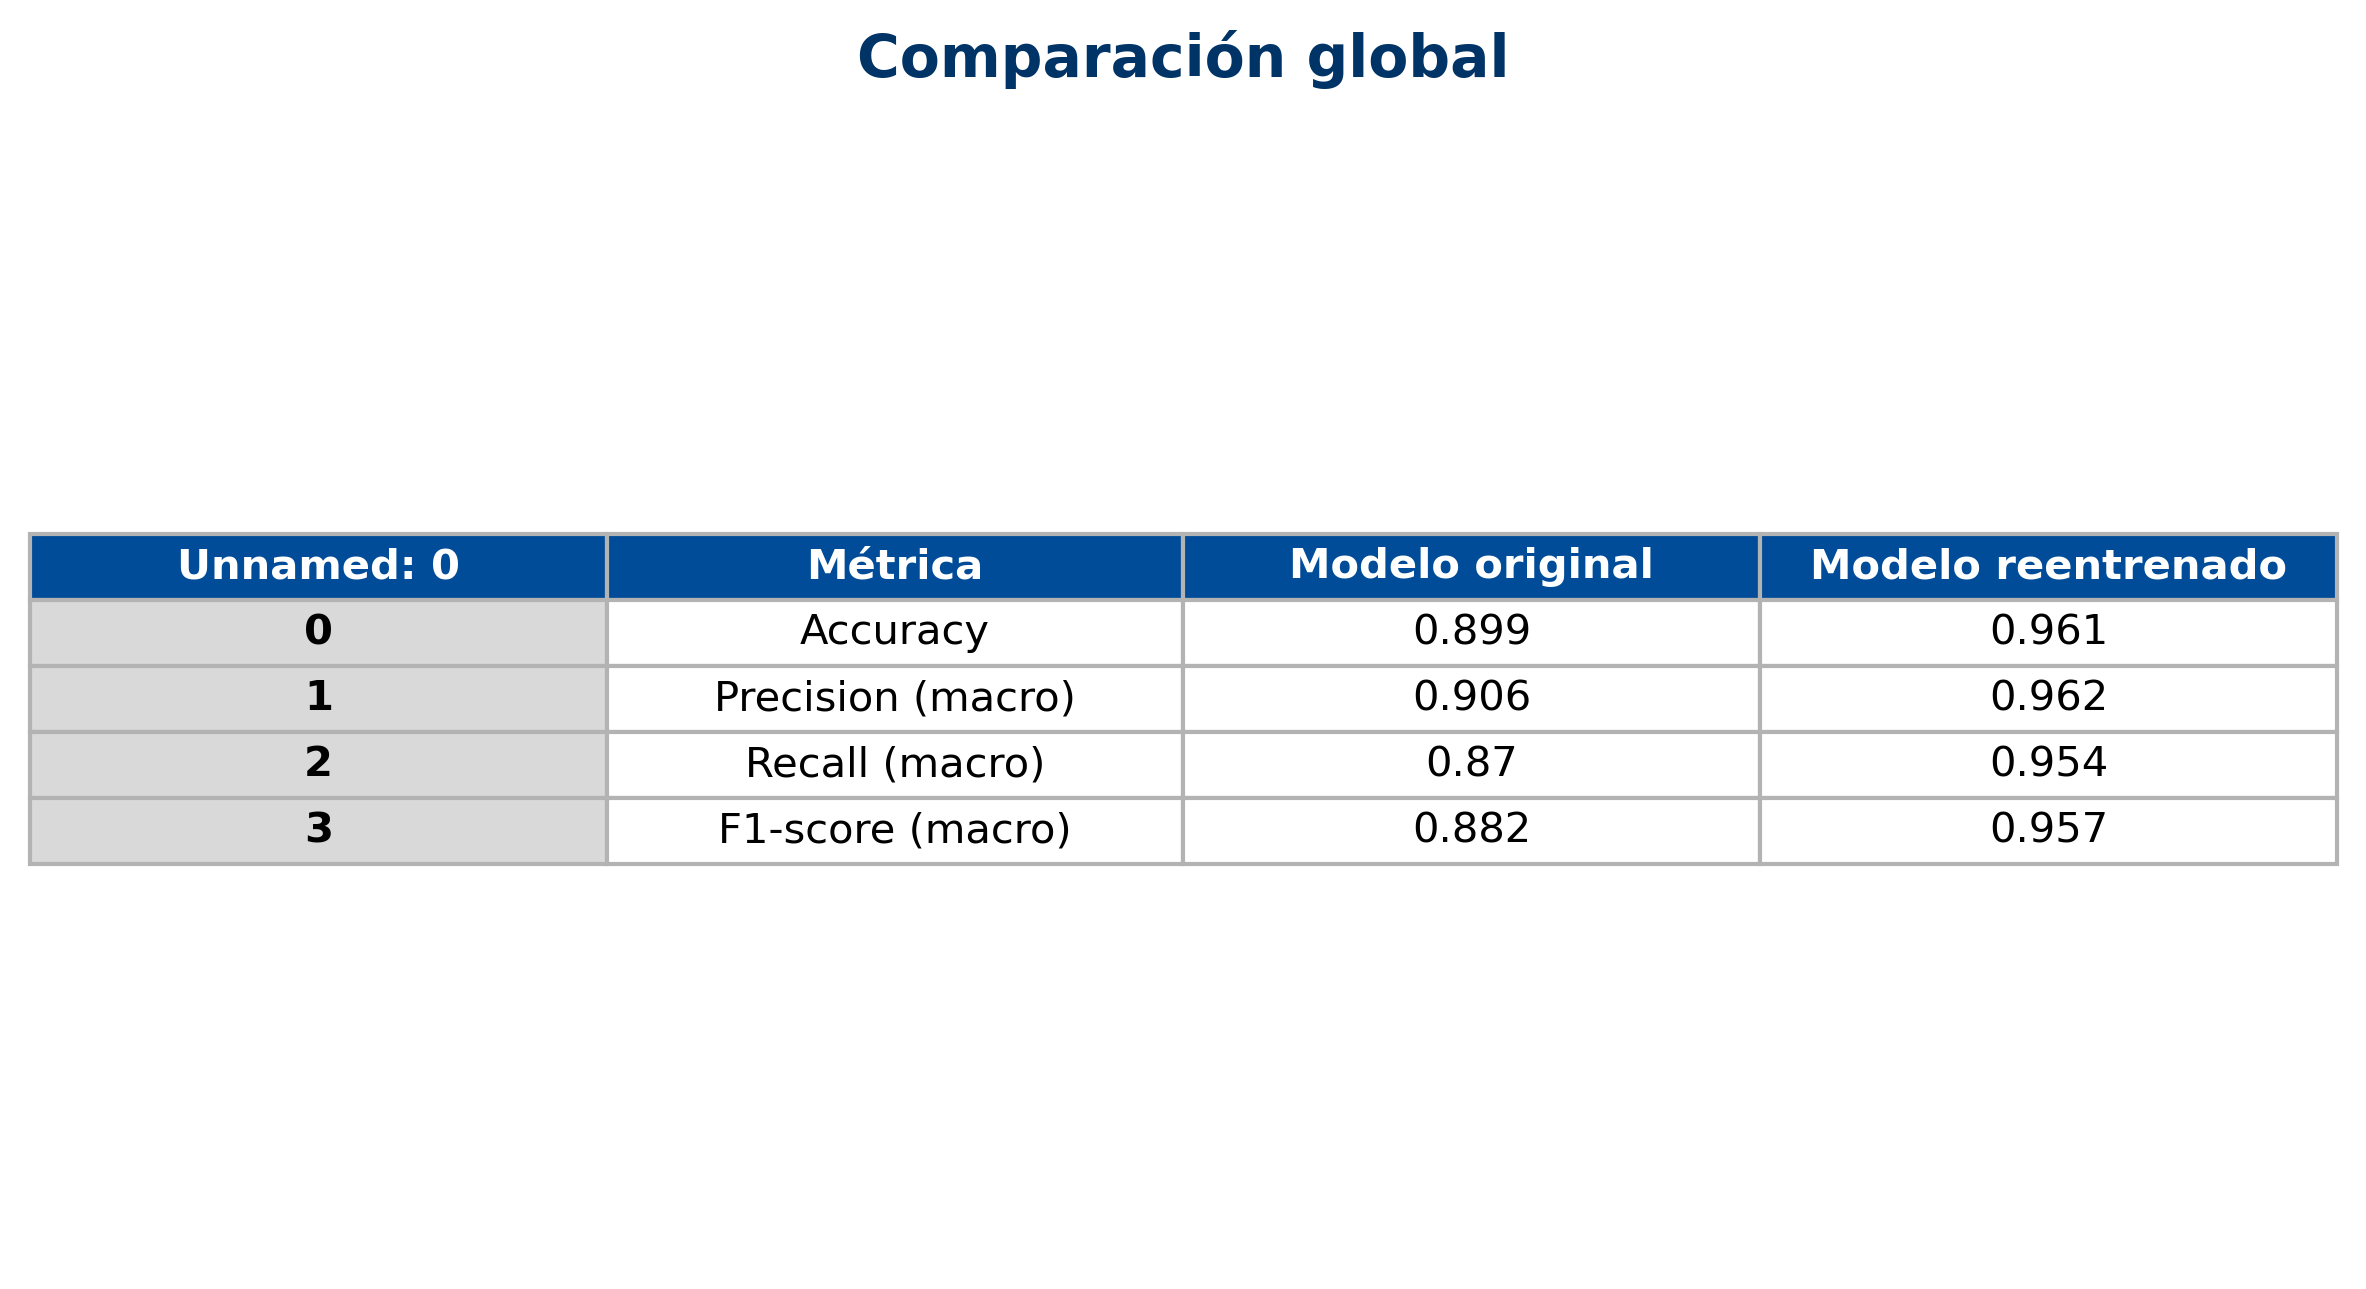 Comparación global
Unnamed: 0 Métrica Modelo original Modelo reentrenado
0 Accuracy 0.899 0.961
1 Precision (macro) 0.906 0.962
2 Recall (macro) 0.87 0.954
3 F1-score (macro) 0.882 0.957